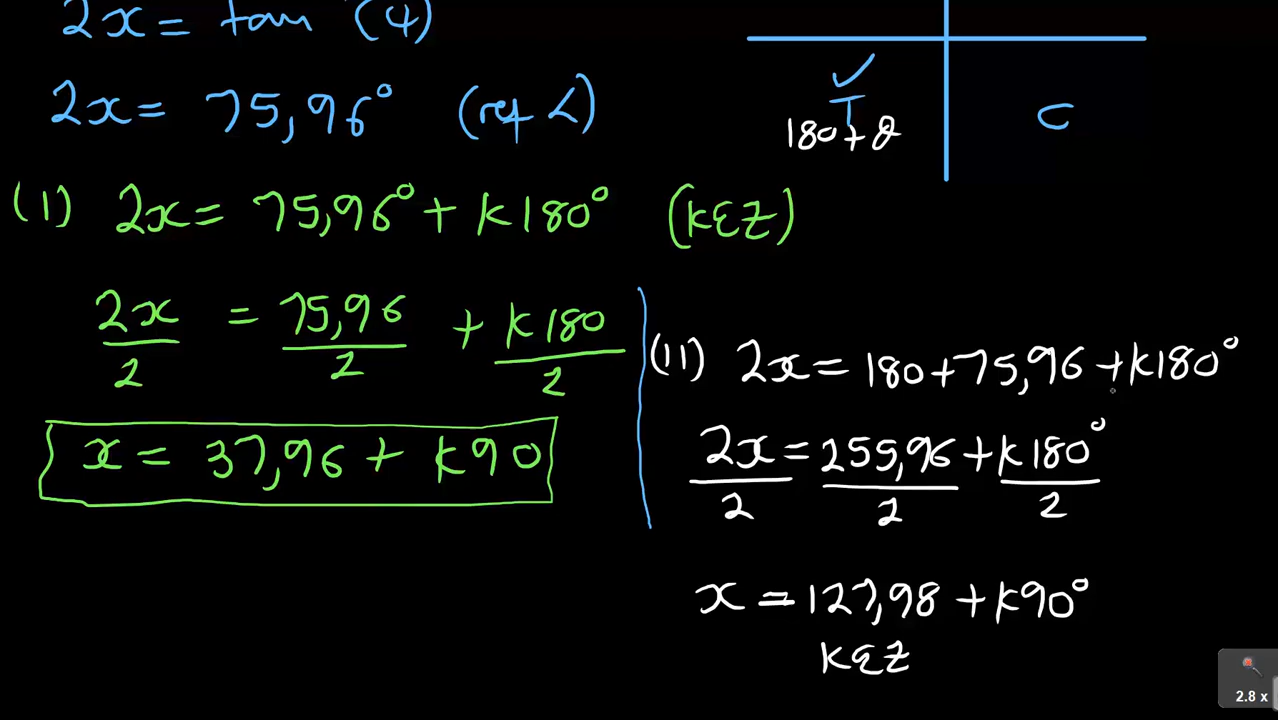 2x = tan (4)
2x = 75,96° (ref ∠)
T
180 + θ
C
(1) 2x = 75,96° + k180° (kεZ)
2x/2 = 75,96/2 + k180/2
x = 37,96 + k90
(11) 2x = 180 + 75,96 + k180°
2x/2 = 255,96/2 + k180°/2
x = 127,98 + k90°
kεZ
2.8 x